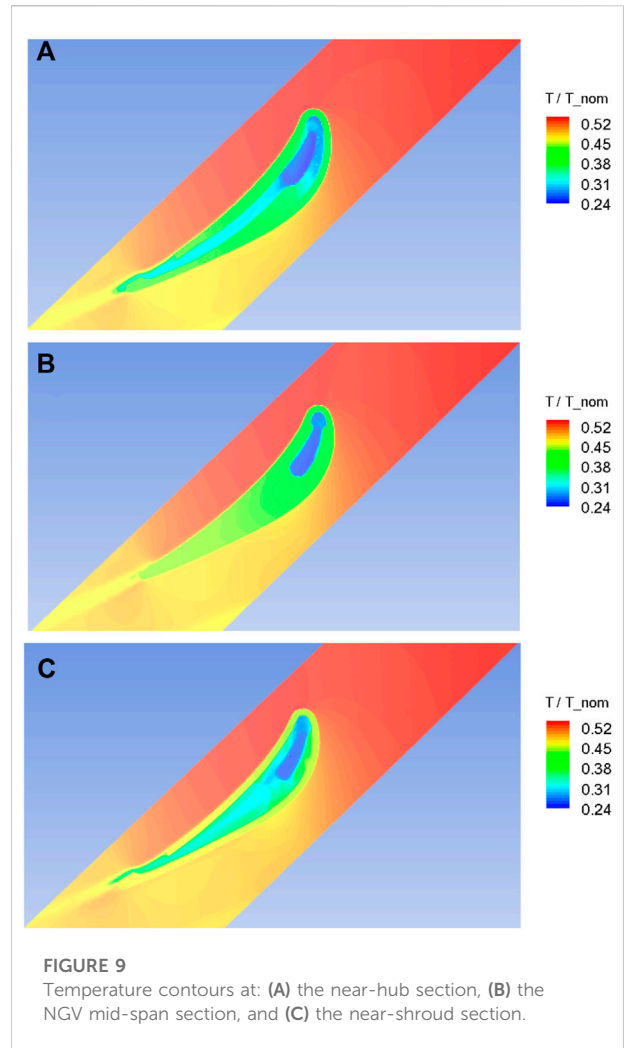 A
T / T_nom
0.52
0.45
0.38
0.31
0.24
B
T / T_nom
0.52
0.45
0.38
0.31
0.24
C
T / T_nom
0.52
0.45
0.38
0.31
0.24
FIGURE 9
Temperature contours at: (A) the near-hub section, (B) the
NGV mid-span section, and (C) the near-shroud section.